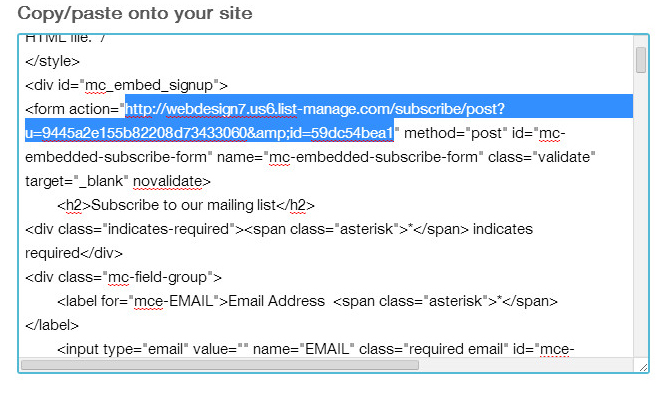 Copy/paste onto your site
HTML file. */
</style>
<div id="mc_embed_signup">
<form action="http://webdesign7.us6.list-manage.com/subscribe/post?
u=9445a2e155b82208d73433060&amp;id=59dc54bea1" method="post" id="mc-
embedded-subscribe-form" name="mc-embedded-subscribe-form" class="validate"
target="_blank" novalidate>
<h2>Subscribe to our mailing list</h2>
<div class="indicates-required"><span class="asterisk">*</span> indicates
required</div>
<div class="mc-field-group">
<label for="mce-EMAIL">Email Address <span class="asterisk">*</span>
</label>
<input type="email" value="" name="EMAIL" class="required email" id="mce-